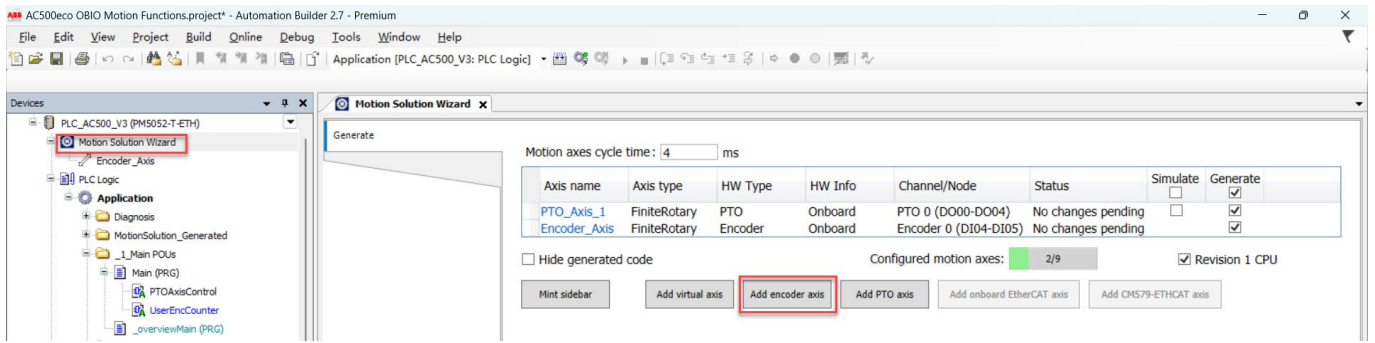 ABB AC500eco OBIO Motion Functions.project* - Automation Builder 2.7 - Premium
File Edit View Project Build Online Debug Tools Window Help
Application [PLC_AC500_V3: PLC Logic]
Devices
Motion Solution Wizard
PLC_AC500_V3 (PM5052-T-ETH)
Motion Solution Wizard
Encoder_Axis
PLC Logic
Application
Diagnosis
MotionSolution_Generated
_1_Main POUs
Main (PRG)
PTOAxisControl
UserEncCounter
_overviewMain (PRG)
Generate
Motion axes cycle time: 4 ms
Axis name Axis type HW Type HW Info Channel/Node Status Simulate Generate
PTO_Axis_1 FiniteRotary PTO Onboard PTO 0 (DO00-DO04) No changes pending
Encoder_Axis FiniteRotary Encoder Onboard Encoder 0 (DI04-DI05) No changes pending
Hide generated code Configured motion axes: 2/9 Revision 1 CPU
Mint sidebar Add virtual axis Add encoder axis Add PTO axis Add onboard EtherCAT axis Add CM579-ETHCAT axis